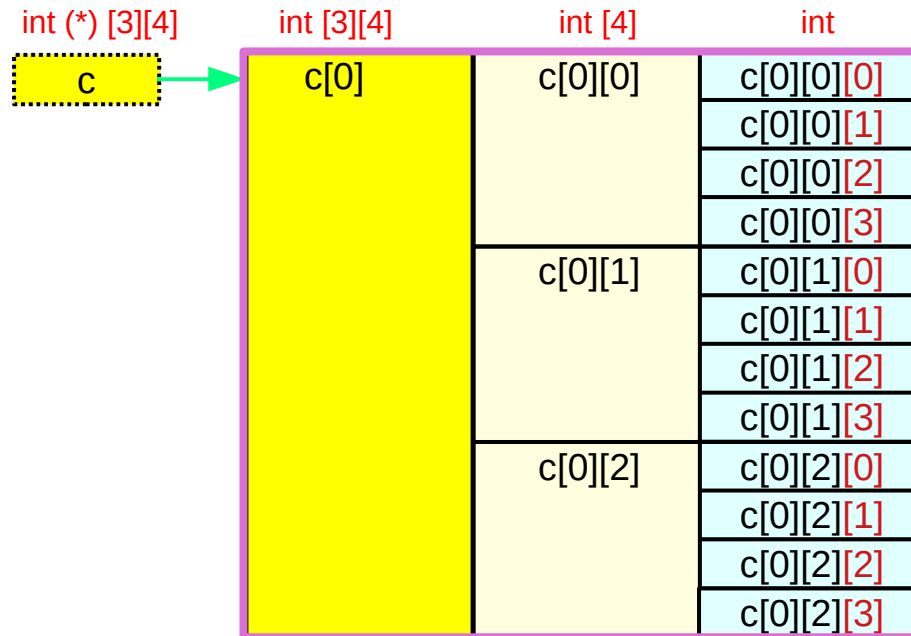 int (*) [3][4] int [3][4] int [4] int
c c[0] c[0][0] c[0][0][0]
c[0][0][1]
c[0][0][2]
c[0][0][3]
c[0][1] c[0][1][0]
c[0][1][1]
c[0][1][2]
c[0][1][3]
c[0][2] c[0][2][0]
c[0][2][1]
c[0][2][2]
c[0][2][3]